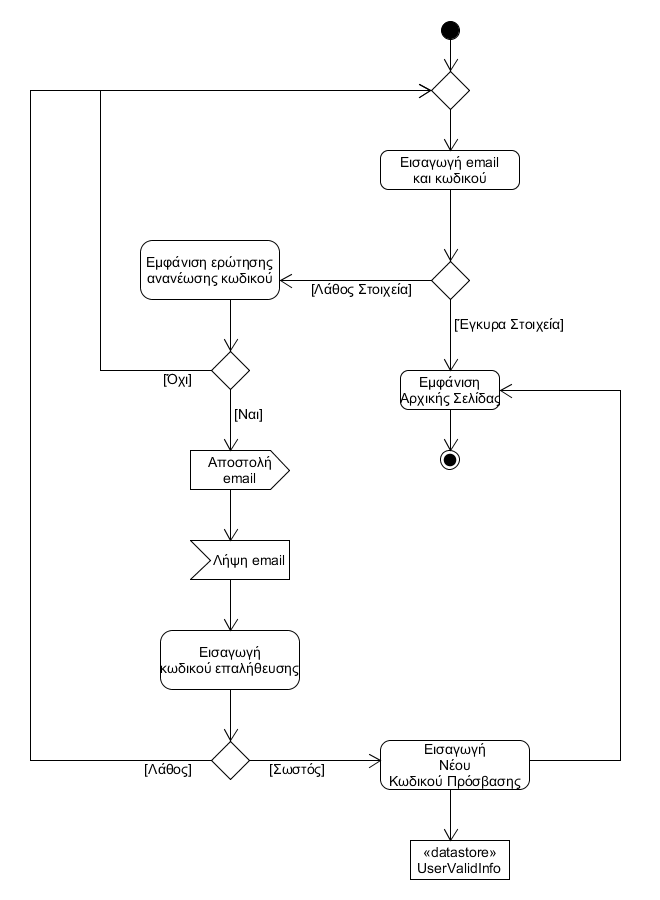 Εισαγωγή email
και κωδικού
Εμφάνιση ερώτησης
ανανέωσης κωδικού
[Λάθος Στοιχεία]
[Έγκυρα Στοιχεία]
[Όχι]
Εμφάνιση
Αρχικής Σελίδας
[Ναι]
Αποστολή
email
Λήψη email
Εισαγωγή
κωδικού επαλήθευσης
[Λάθος]
[Σωστός]
Εισαγωγή
Νέου
Κωδικού Πρόσβασης
«datastore»
UserValidInfo